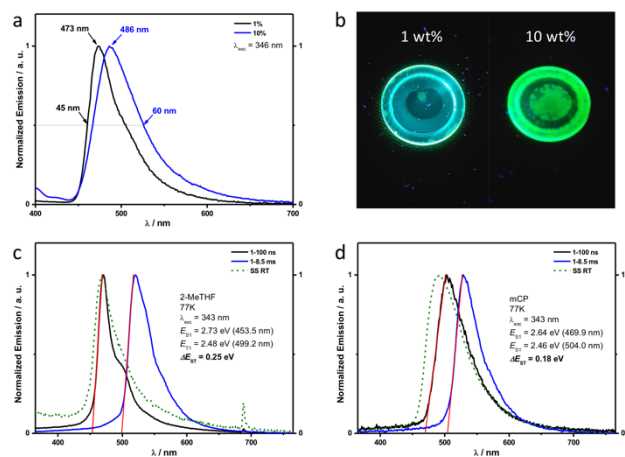 a
473 nm
486 nm
1%
10%
λexc = 346 nm
45 nm
60 nm
Normalized Emission / a. u.
1
0
400
500
600
700
λ / nm
b
1 wt%
10 wt%
c
1-100 ns
1-8.5 ms
SS RT
2-MeTHF
77K
λexc = 343 nm
ES1 = 2.73 eV (453.5 nm)
ET1 = 2.48 eV (499.2 nm)
ΔEST = 0.25 eV
Normalized Emission / a. u.
1
1
0
0
400
500
600
700
λ / nm
d
1-100 ns
1-8.5 ms
SS RT
mCP
77K
λexc = 343 nm
ES1 = 2.64 eV (469.9 nm)
ES1 = 2.46 eV (504.0 nm)
ΔEST = 0.18 eV
Normalized Emission / a. u.
1
1
0
0
400
500
600
700
λ / nm